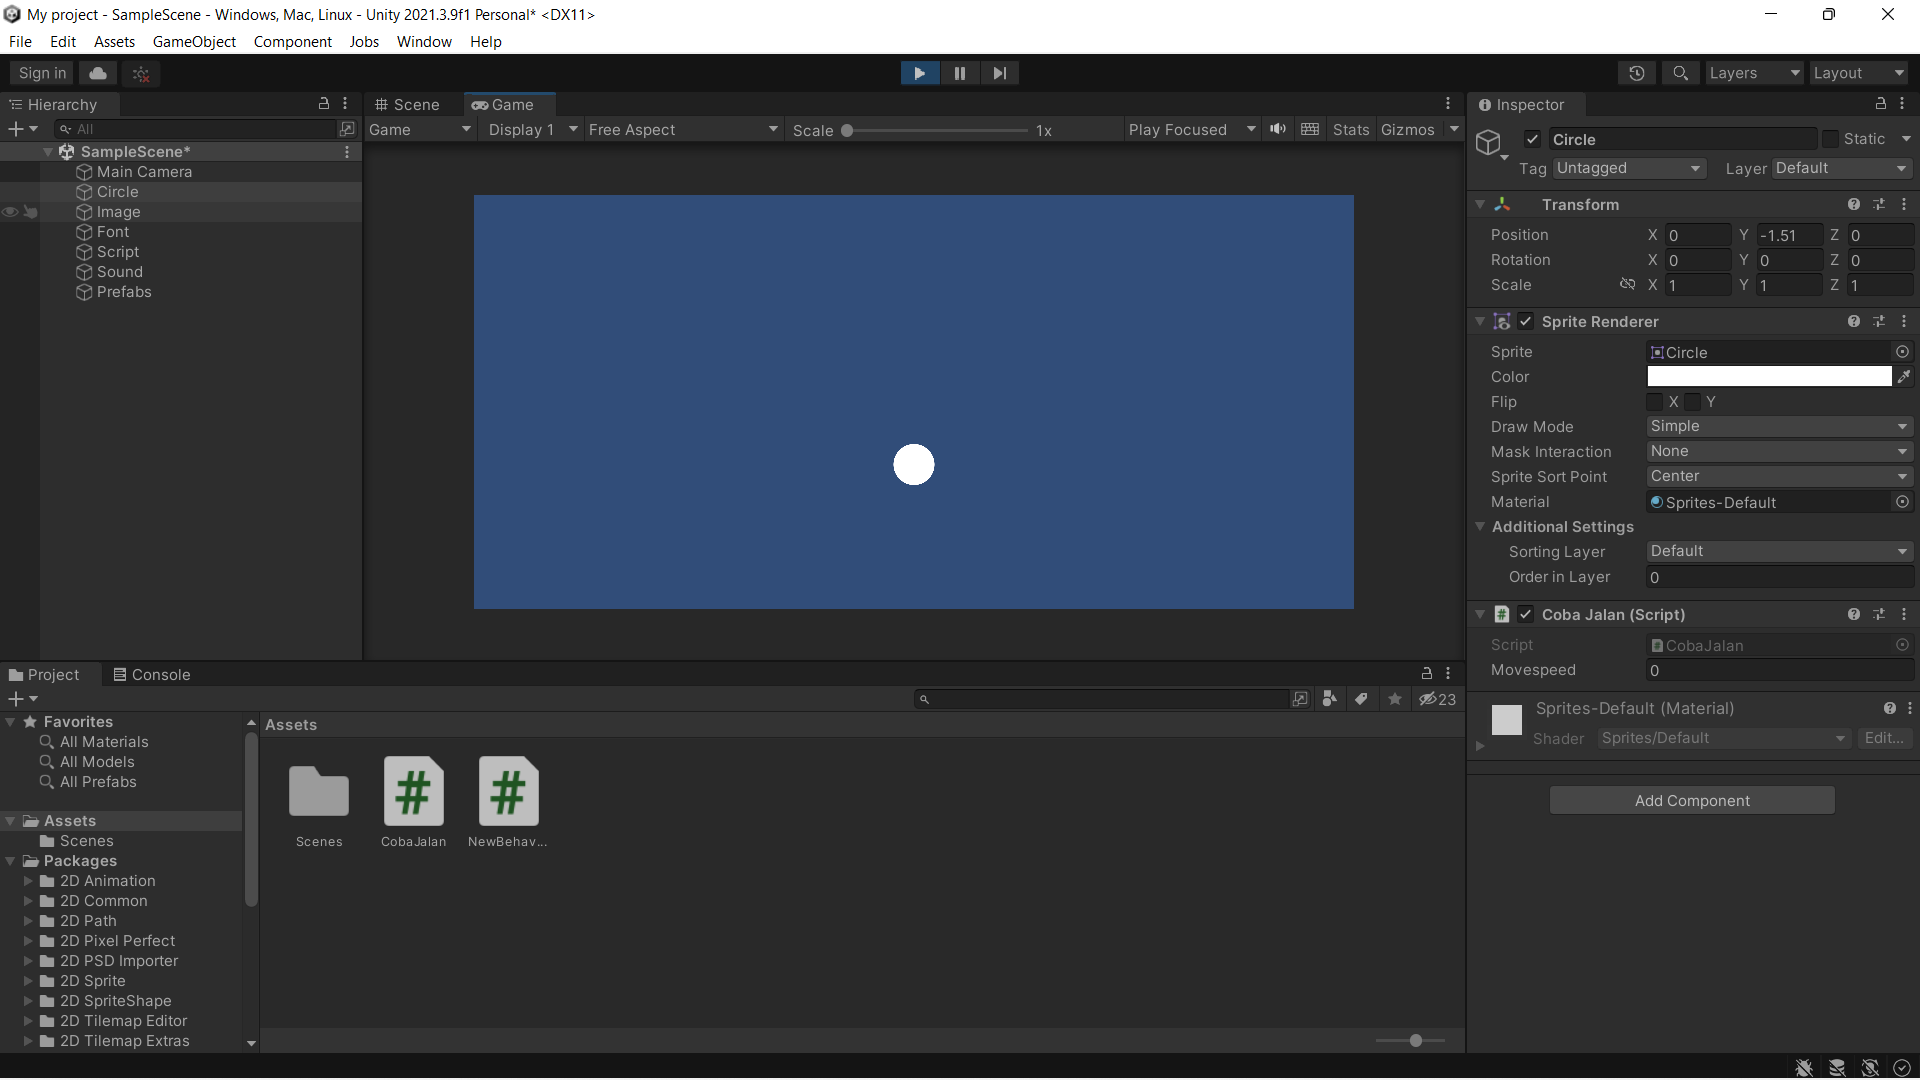 My project - SampleScene - Windows, Mac, Linux - Unity 2021.3.9f1 Personal* <DX11>
File Edit Assets GameObject Component Jobs Window Help
Sign in
Layers
Layout
Hierarchy
All
SampleScene*
Main Camera
Circle
Image
Font
Script
Sound
Prefabs
Scene
Game
Game
Display 1
Free Aspect
Scale
1x
Play Focused
Stats
Gizmos
Inspector
Circle
Static
Tag Untagged
Layer Default
Transform
Position X 0 Y -1.51 Z 0
Rotation X 0 Y 0 Z 0
Scale X 1 Y 1 Z 1
Sprite Renderer
Sprite Circle
Color
Flip X Y
Draw Mode Simple
Mask Interaction None
Sprite Sort Point Center
Material Sprites-Default
Additional Settings
Sorting Layer Default
Order in Layer 0
# Coba Jalan (Script)
Script CobaJalan
Movespeed 0
Sprites-Default (Material)
Shader Sprites/Default Edit...
Add Component
Project
Console
23
Favorites
All Materials
All Models
All Prefabs
Assets
Scenes
Packages
2D Animation
2D Common
2D Path
2D Pixel Perfect
2D PSD Importer
2D Sprite
2D SpriteShape
2D Tilemap Editor
2D Tilemap Extras
Assets
# #
Scenes CobaJalan NewBehav...